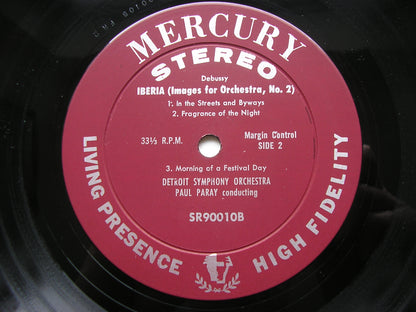 MERCURY
STEREO
Debussy
IBERIA (Images for Orchestra, No. 2)
1. In the Streets and Byways
2. Fragrance of the Night
33⅓ R.P.M.
Margin Control
SIDE 2
3. Morning of a Festival Day
DETROIT SYMPHONY ORCHESTRA
PAUL PARAY conducting
SR90010B
LIVING PRESENCE
HIGH FIDELITY